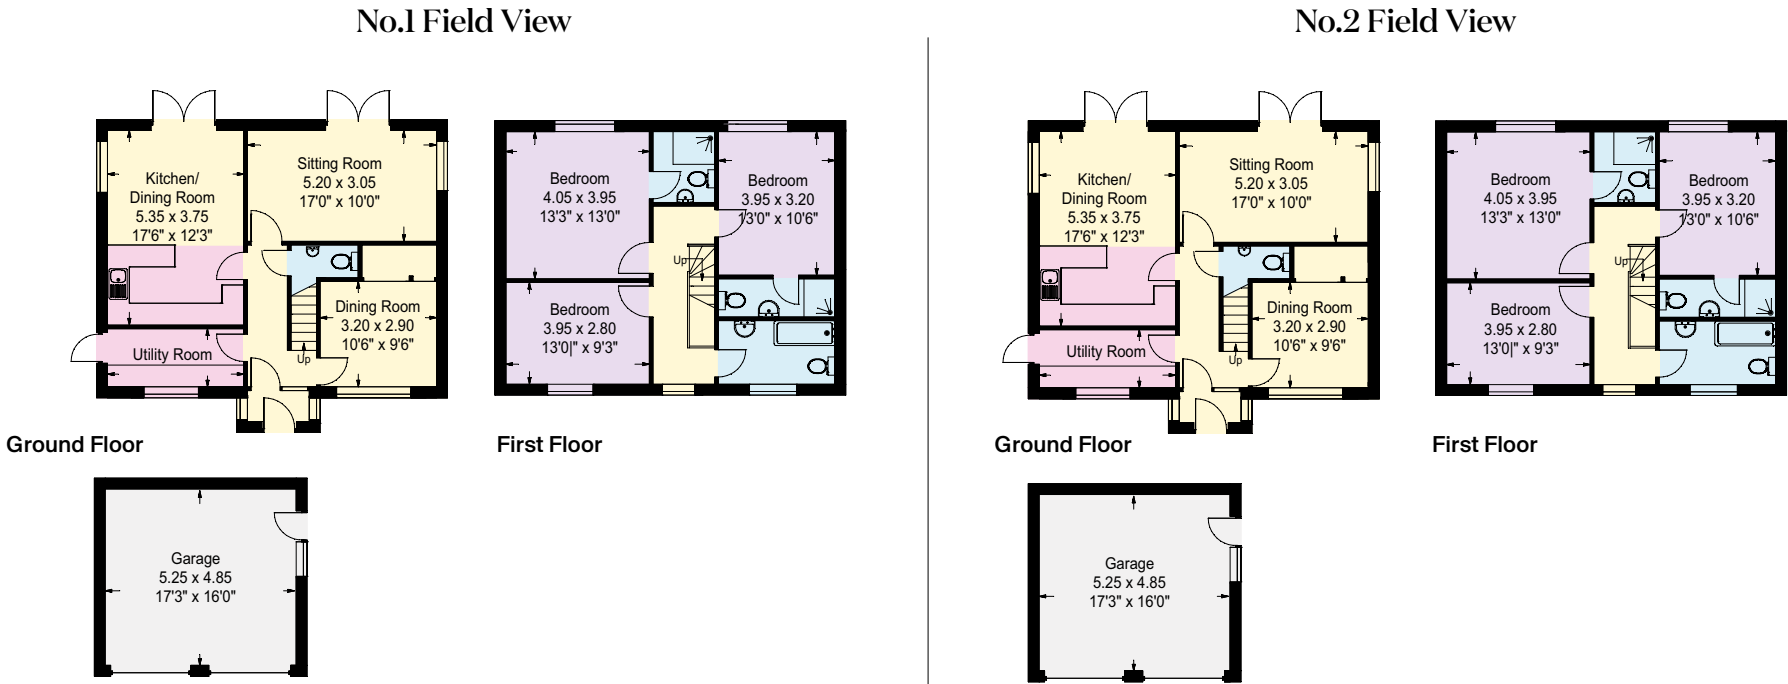 No.1 Field View
Kitchen/
Dining Room
5.35 x 3.75
17'6" x 12'3"
Sitting Room
5.20 x 3.05
17'0" x 10'0"
Dining Room
3.20 x 2.90
10'6" x 9'6"
Up
Utility Room
Ground Floor
Bedroom
4.05 x 3.95
13'3" x 13'0"
Bedroom
3.95 x 3.20
13'0" x 10'6"
Up
Bedroom
3.95 x 2.80
13'0|" x 9'3"
First Floor
Garage
5.25 x 4.85
17'3" x 16'0"
No.2 Field View
Kitchen/
Dining Room
5.35 x 3.75
17'6" x 12'3"
Sitting Room
5.20 x 3.05
17'0" x 10'0"
Dining Room
3.20 x 2.90
10'6" x 9'6"
Up
Utility Room
Ground Floor
Bedroom
4.05 x 3.95
13'3" x 13'0"
Bedroom
3.95 x 3.20
13'0" x 10'6"
Up
Bedroom
3.95 x 2.80
13'0|" x 9'3"
First Floor
Garage
5.25 x 4.85
17'3" x 16'0"